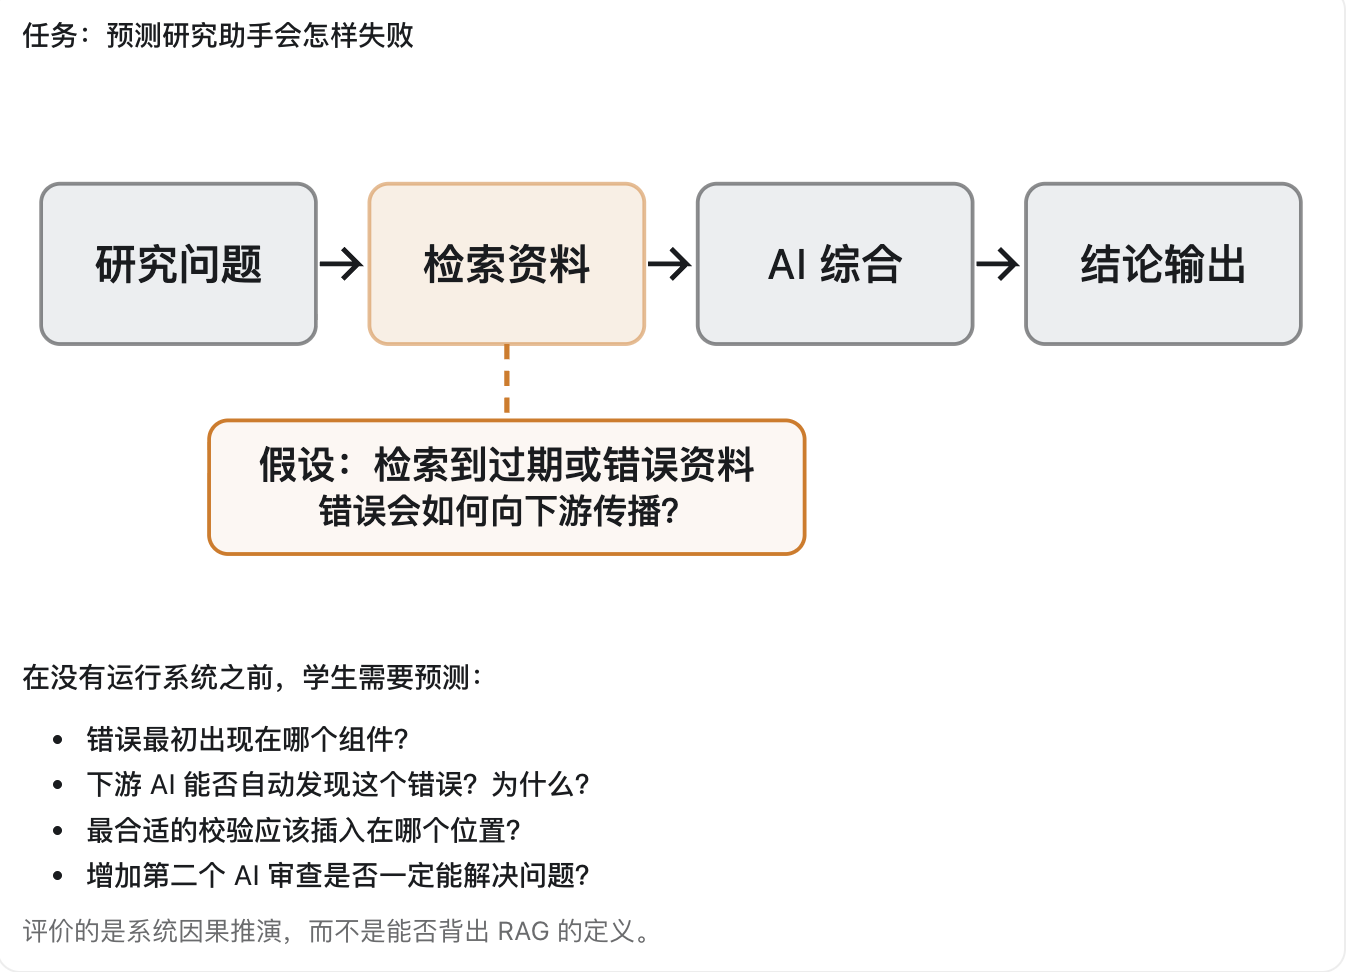 任务：预测研究助手会怎样失败
研究问题
检索资料
AI 综合
结论输出
假设：检索到过期或错误资料
错误会如何向下游传播？
在没有运行系统之前，学生需要预测：
• 错误最初出现在哪个组件？
• 下游 AI 能否自动发现这个错误？为什么？
• 最合适的校验应该插入在哪个位置？
• 增加第二个 AI 审查是否一定能解决问题？
评价的是系统因果推演，而不是能否背出 RAG 的定义。